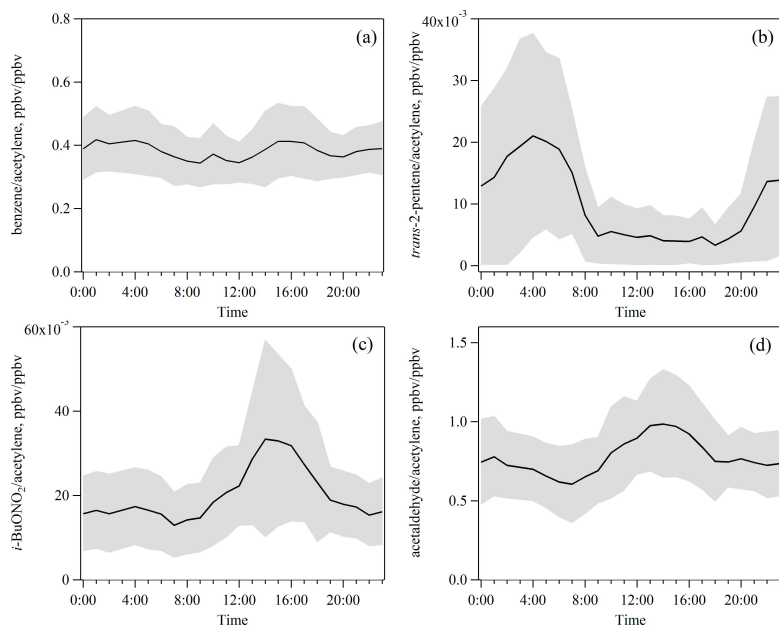 (a)
benzene/acetylene, ppbv/ppbv
0.8
0.6
0.4
0.2
0.0
0:00 4:00 8:00 12:00 16:00 20:00
Time
(b)
trans-2-pentene/acetylene, ppbv/ppbv
40x10⁻³
30
20
10
0
0:00 4:00 8:00 12:00 16:00 20:00
Time
(c)
i-BuONO₂/acetylene, ppbv/ppbv
60x10⁻³
40
20
0
0:00 4:00 8:00 12:00 16:00 20:00
Time
(d)
acetaldehyde/acetylene, ppbv/ppbv
1.5
1.0
0.5
0.0
0:00 4:00 8:00 12:00 16:00 20:00
Time